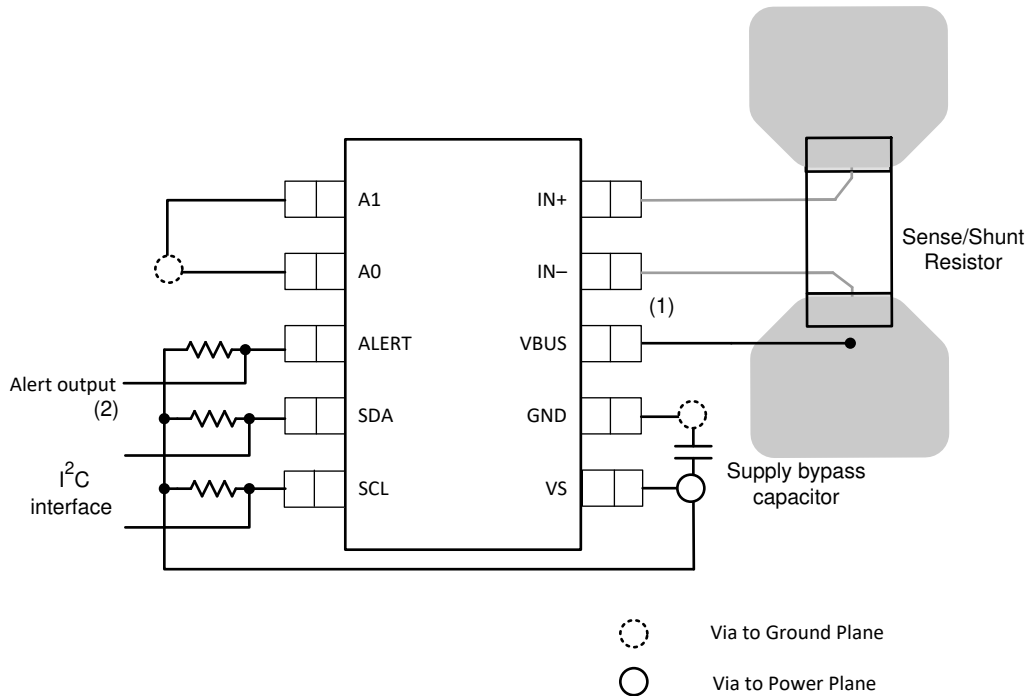 A1
A0
ALERT
SDA
SCL
IN+
IN–
(1)
VBUS
GND
VS
Alert output
(2)
I²C
interface
Sense/Shunt
Resistor
Supply bypass
capacitor
Via to Ground Plane
Via to Power Plane